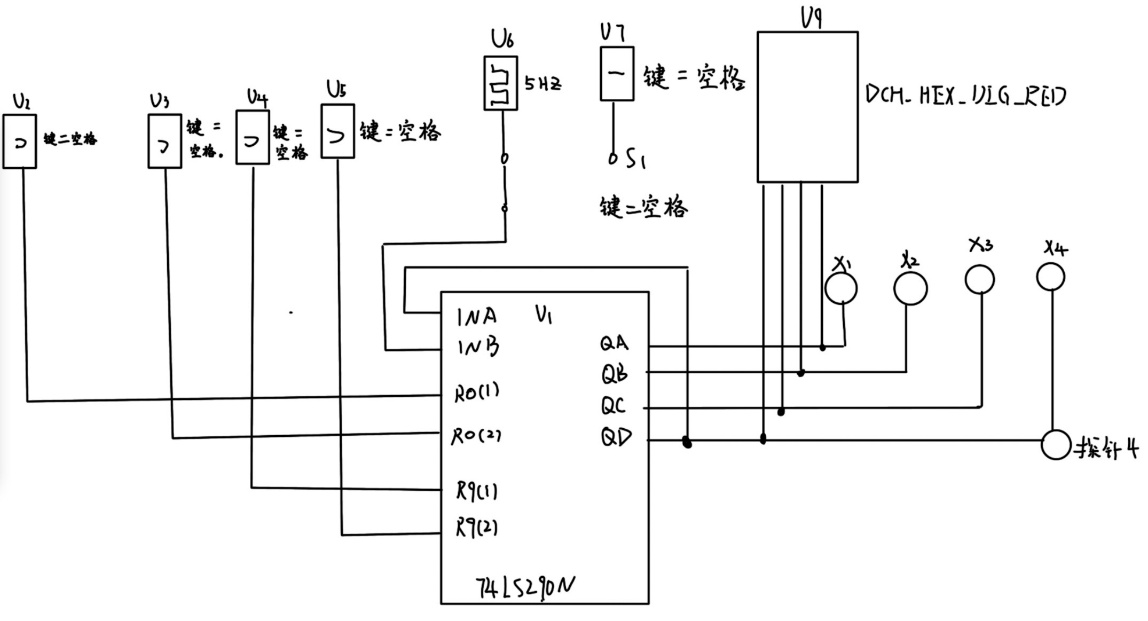 U2
键二空格
U3
键=
空格.
U4
键=
空格
U5
键=空格
U6
5HZ
U7
键=空格
S1
键二空格
U9
DCH_HEX_DIG_RED
X1
X2
X3
X4
INA
U1
INB
QA
QB
R0(1)
QC
R0(2)
QD
探针4
R9(1)
R9(2)
74LS290N